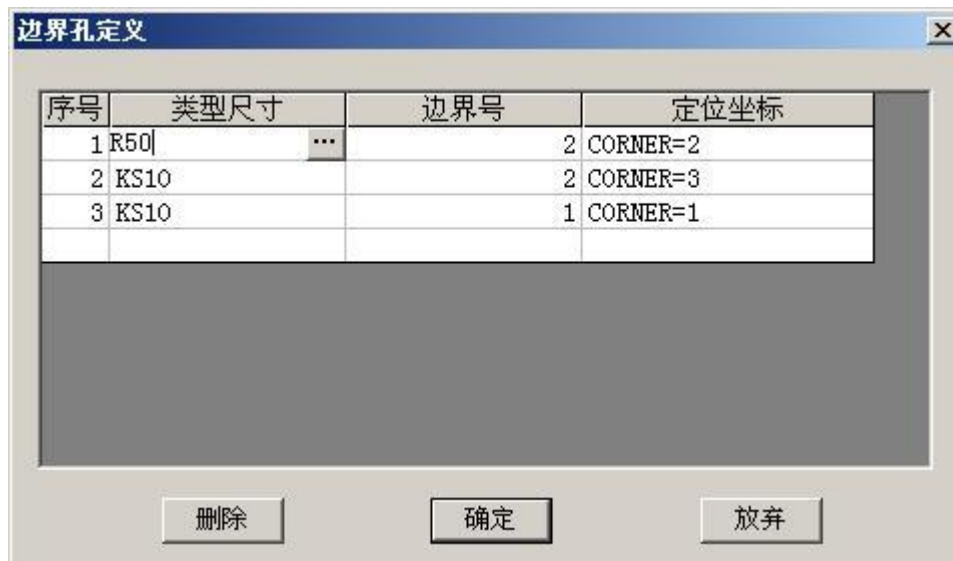 边界孔定义
序号 类型尺寸 边界号 定位坐标
1 R50 ... 2 CORNER=2
2 KS10 2 CORNER=3
3 KS10 1 CORNER=1
删除 确定 放弃